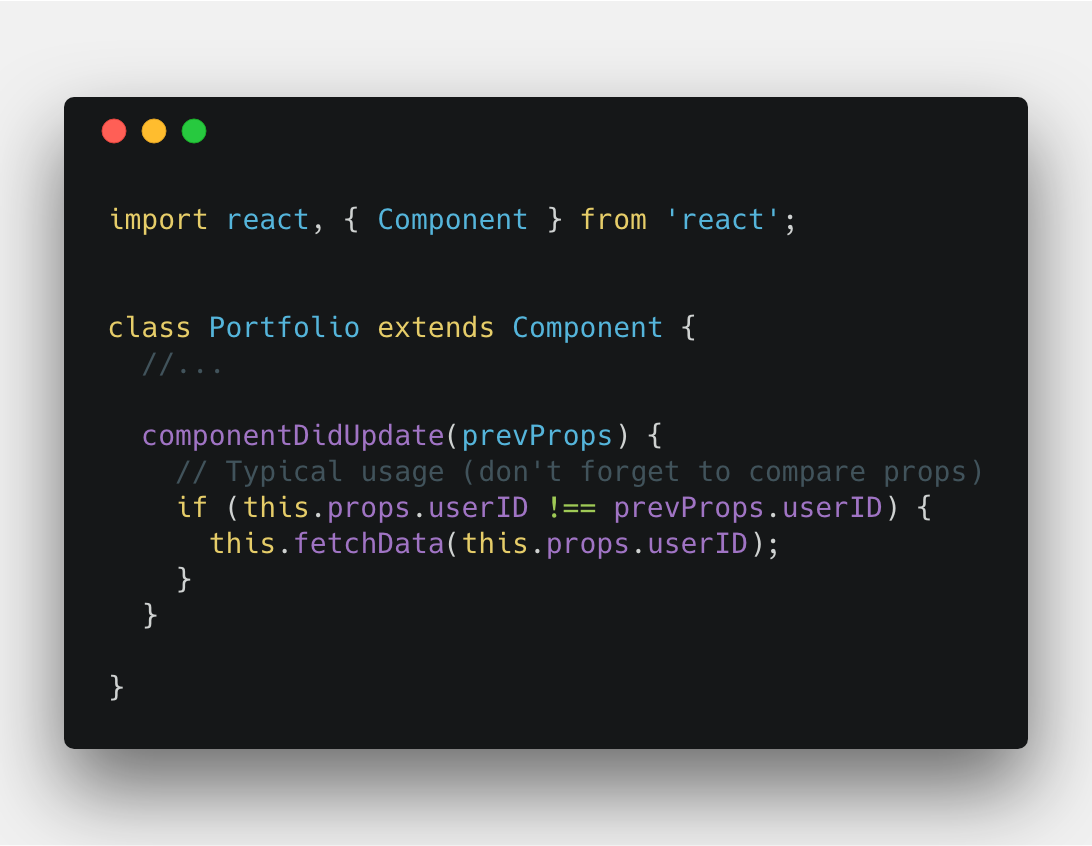 import react, { Component } from 'react';
class Portfolio extends Component {
//...
componentDidUpdate(prevProps) {
// Typical usage (don't forget to compare props)
if (this.props.userID !== prevProps.userID) {
this.fetchData(this.props.userID);
}
}
}